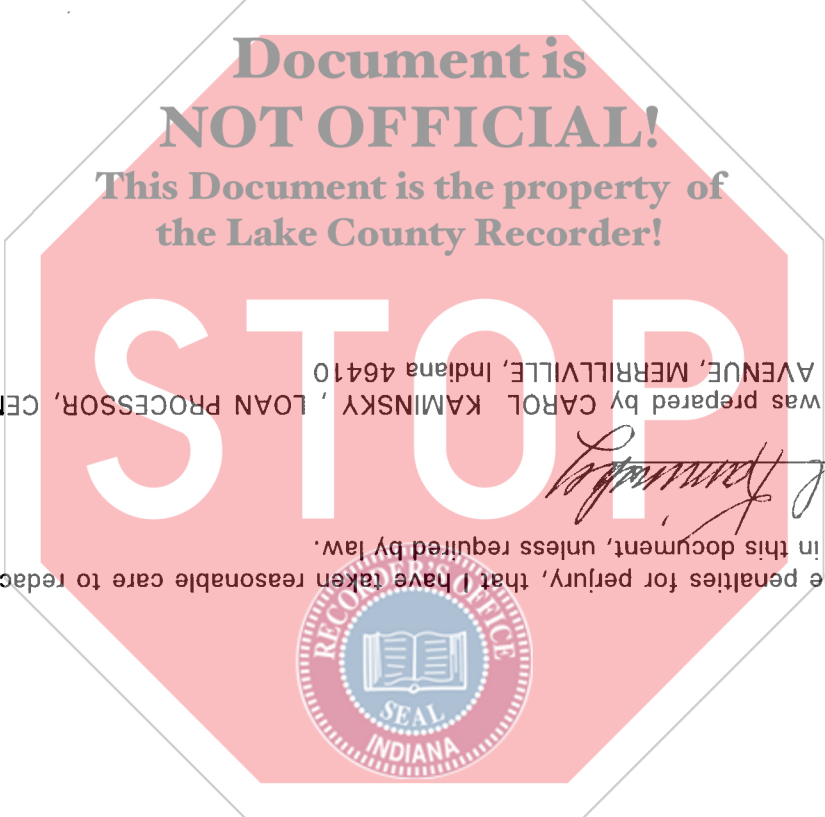 Document is
NOT OFFICIAL!
This Document is the property of
the Lake County Recorder!
STOP
e penalties for perjury, that I have taken reasonable care to redac
in this document, unless required by law.
Kaminsky
was prepared by CAROL KAMINSKY , LOAN PROCESSOR, CEN
AVENUE, MERRILLVILLE, Indiana 46410
RECORDER'S OFFICE
SEAL
INDIANA